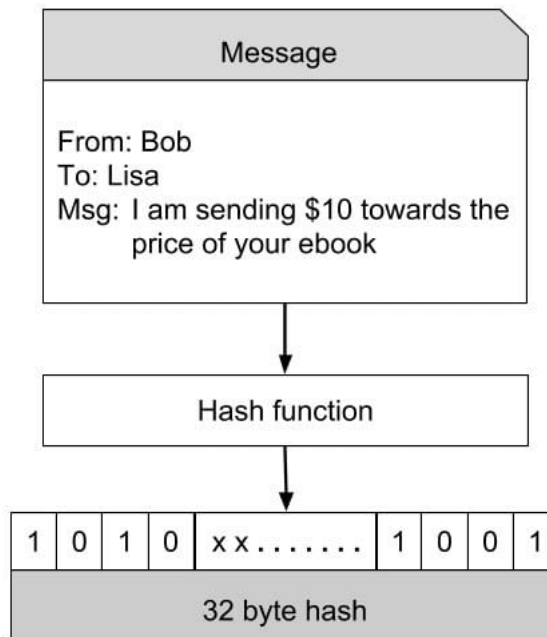 Message
From: Bob
To: Lisa
Msg: I am sending $10 towards the
price of your ebook
Hash function
1 0 1 0 x x . . . . . . . 1 0 0 1
32 byte hash